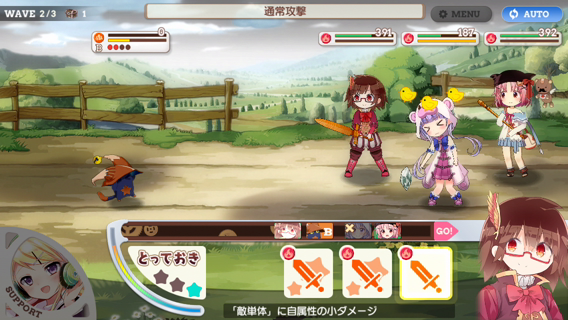 WAVE 2/3 1
通常攻撃
MENU
AUTO
B 0
391
187
392
B
GO!
とっておき
SUPPORT
「敵単体」に自属性の小ダメージ